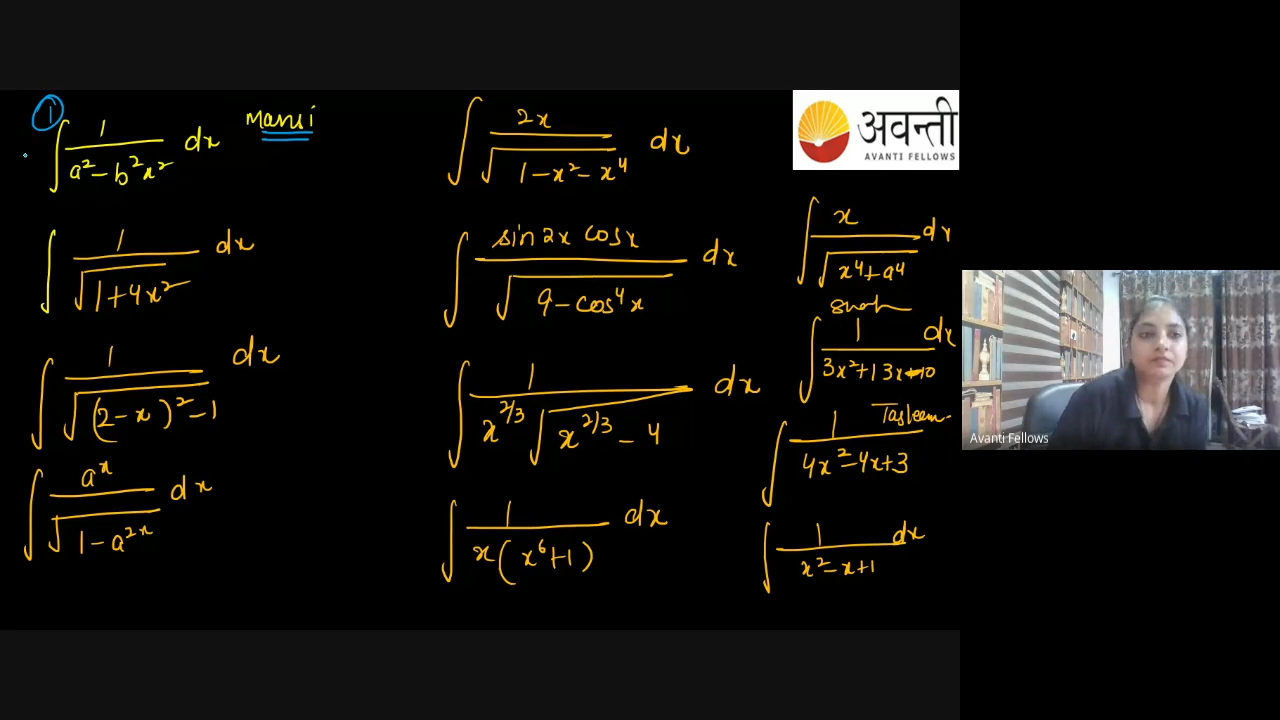 ① ∫ 1/(a² - b²x²) dx Mansi
∫ 1/√(1+4x²) dx
∫ 1/√((2-x)² - 1) dx
∫ aˣ/√(1-a²ˣ) dx
∫ 2x/√(1-x²-x⁴) dx
∫ sin2x cosx/√(9-cos⁴x) dx
∫ 1/(x^(2/3) √(x^(2/3) - 4)) dx
∫ 1/(x(x⁶+1)) dx
अवन्ती
AVANTI FELLOWS
∫ x/√(x⁴+a⁴) dx
∫ 1/(3x²+13x-10) dx
Tasleem
∫ 1/(4x²-4x+3)
∫ 1/(x²-x+1) dx
Avanti Fellows